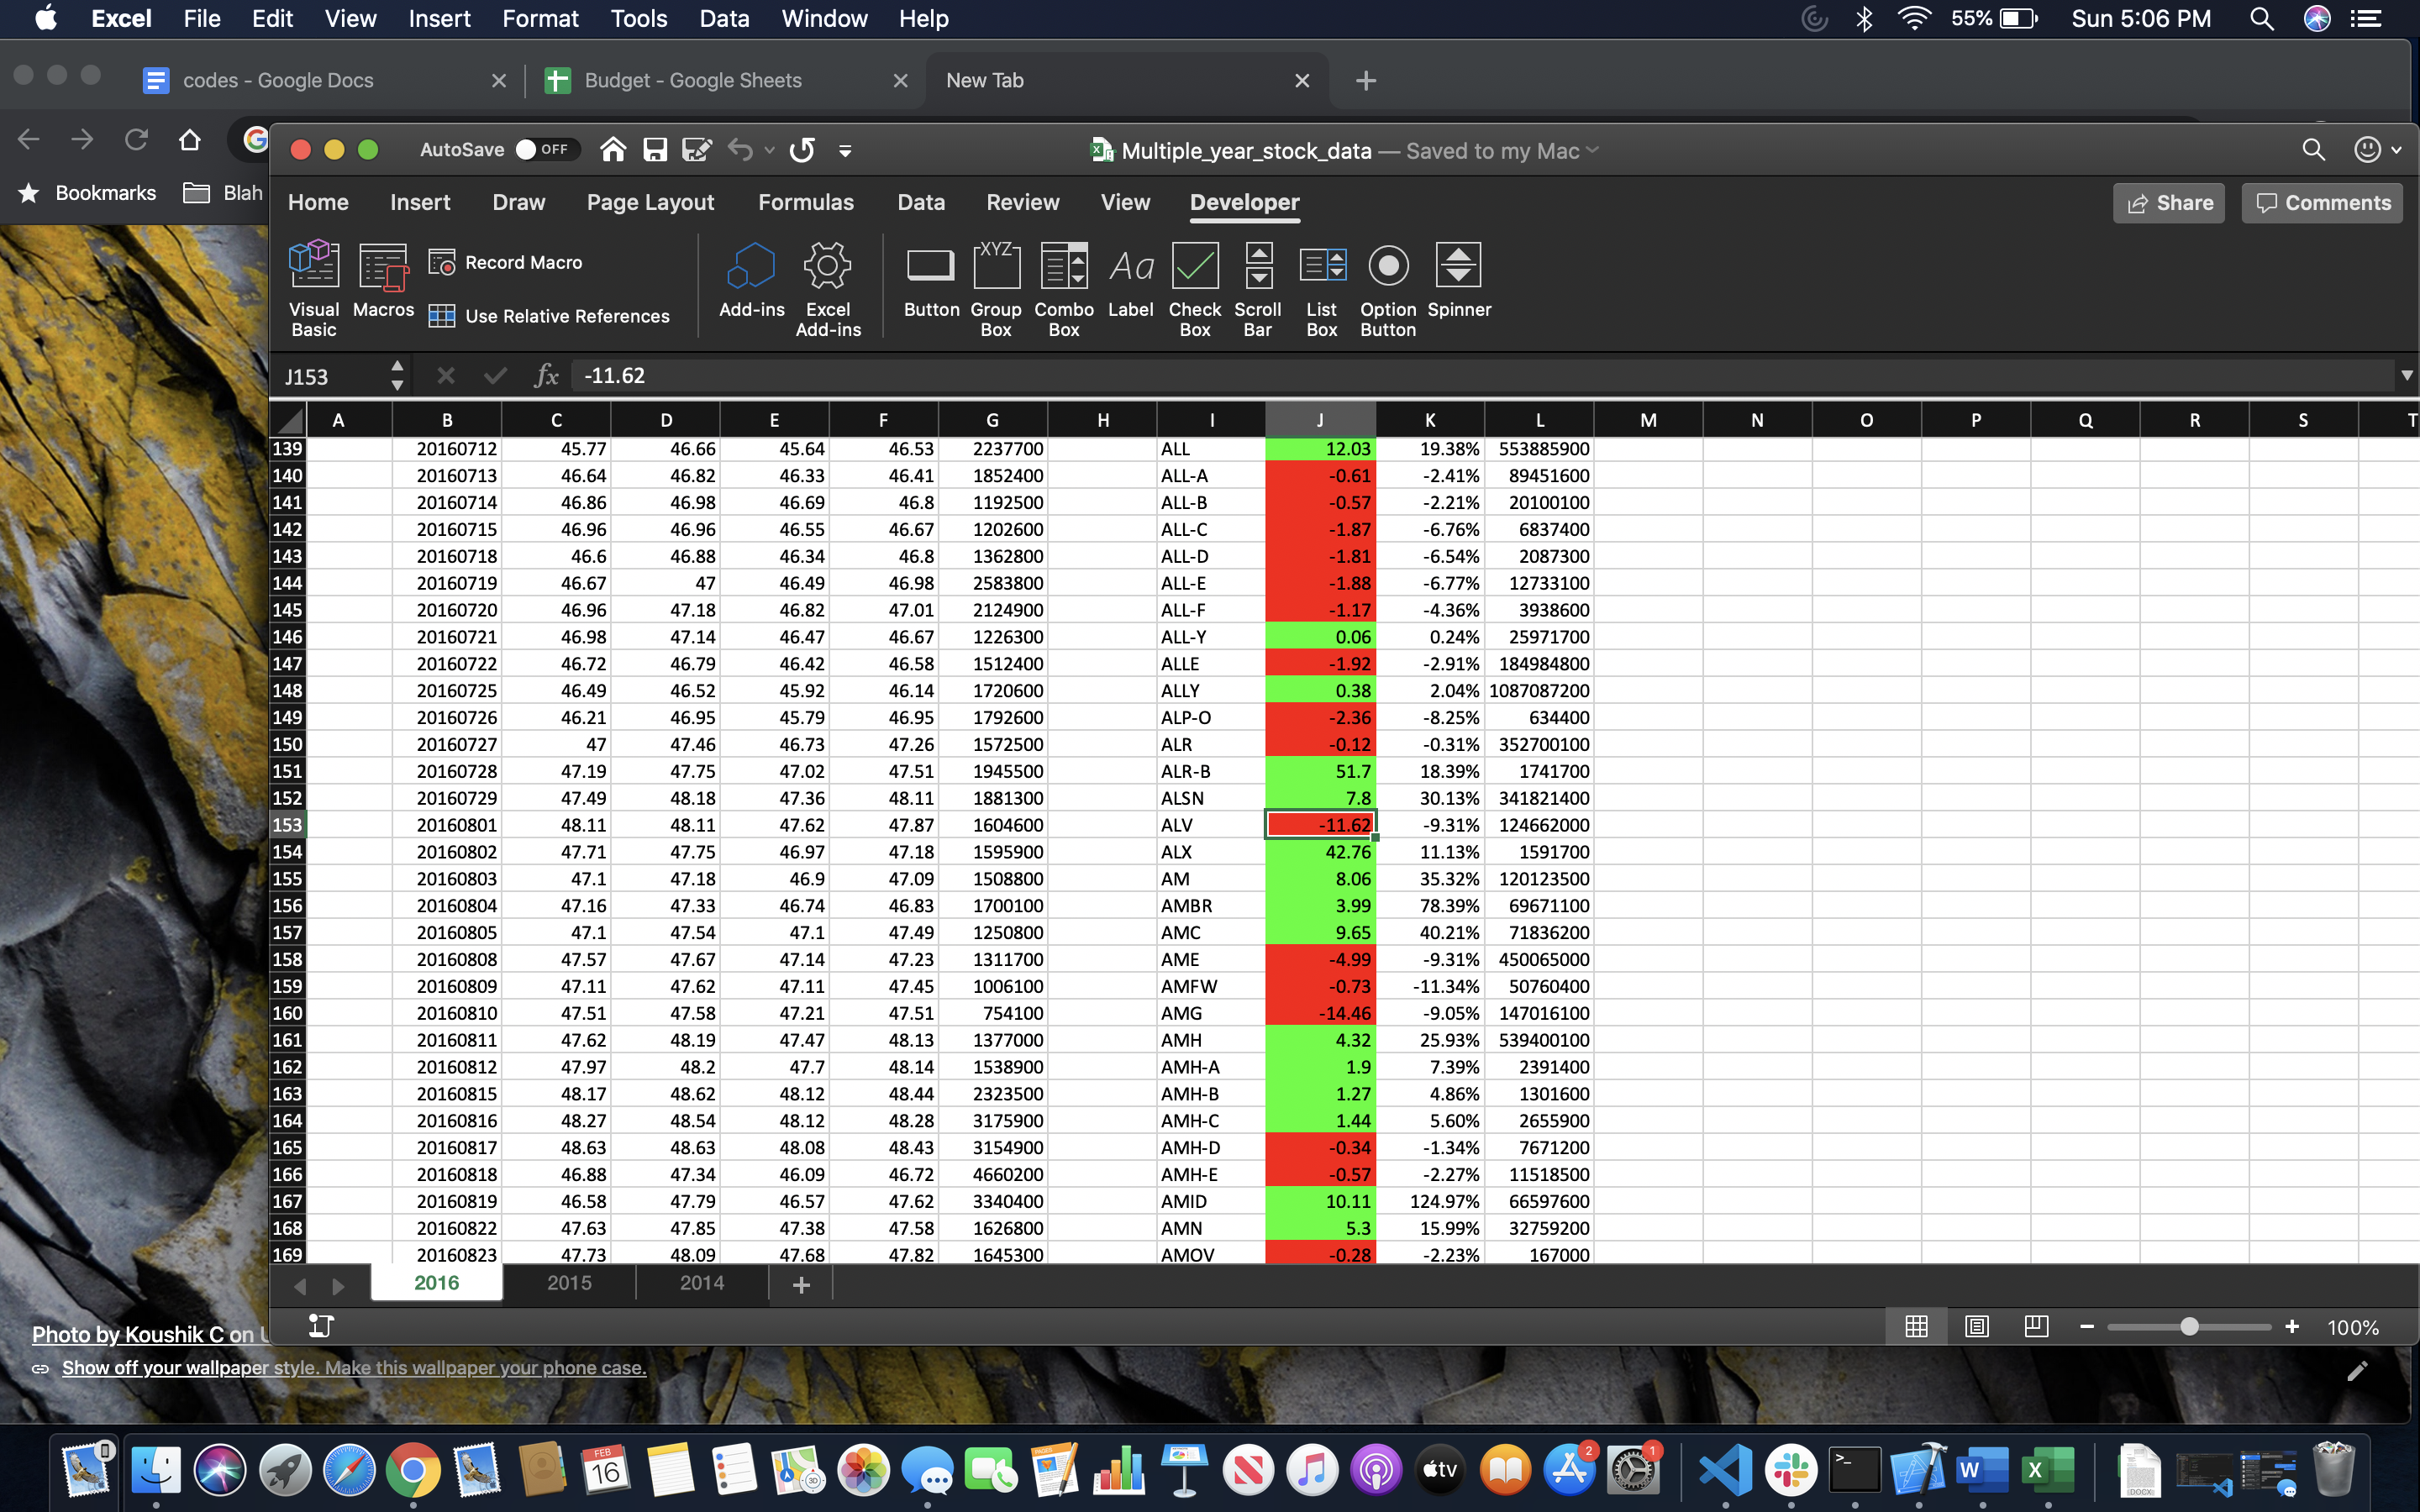 Excel File Edit View Insert Format Tools Data Window Help 55% Sun 5:06 PM
codes - Google Docs Budget - Google Sheets New Tab
AutoSave OFF Multiple_year_stock_data — Saved to my Mac
Bookmarks Blah
Home Insert Draw Page Layout Formulas Data Review View Developer Share Comments
Visual Basic Macros Record Macro Use Relative References Add-ins Excel Add-ins Button Group Box Combo Box Label Check Box Scroll Bar List Box Option Button Spinner
XYZ Aa
J153 fx -11.62
A B C D E F G H I J K L M N O P Q R S T
139 20160712 45.77 46.66 45.64 46.53 2237700 ALL 12.03 19.38% 553885900
140 20160713 46.64 46.82 46.33 46.41 1852400 ALL-A -0.61 -2.41% 89451600
141 20160714 46.86 46.98 46.69 46.8 1192500 ALL-B -0.57 -2.21% 20100100
142 20160715 46.96 46.96 46.55 46.67 1202600 ALL-C -1.87 -6.76% 6837400
143 20160718 46.6 46.88 46.34 46.8 1362800 ALL-D -1.81 -6.54% 2087300
144 20160719 46.67 47 46.49 46.98 2583800 ALL-E -1.88 -6.77% 12733100
145 20160720 46.96 47.18 46.82 47.01 2124900 ALL-F -1.17 -4.36% 3938600
146 20160721 46.98 47.14 46.47 46.67 1226300 ALL-Y 0.06 0.24% 25971700
147 20160722 46.72 46.79 46.42 46.58 1512400 ALLE -1.92 -2.91% 184984800
148 20160725 46.49 46.52 45.92 46.14 1720600 ALLY 0.38 2.04% 1087087200
149 20160726 46.21 46.95 45.79 46.95 1792600 ALP-O -2.36 -8.25% 634400
150 20160727 47 47.46 46.73 47.26 1572500 ALR -0.12 -0.31% 352700100
151 20160728 47.19 47.75 47.02 47.51 1945500 ALR-B 51.7 18.39% 1741700
152 20160729 47.49 48.18 47.36 48.11 1881300 ALSN 7.8 30.13% 341821400
153 20160801 48.11 48.11 47.62 47.87 1604600 ALV -11.62 -9.31% 124662000
154 20160802 47.71 47.75 46.97 47.18 1595900 ALX 42.76 11.13% 1591700
155 20160803 47.1 47.18 46.9 47.09 1508800 AM 8.06 35.32% 120123500
156 20160804 47.16 47.33 46.74 46.83 1700100 AMBR 3.99 78.39% 69671100
157 20160805 47.1 47.54 47.1 47.49 1250800 AMC 9.65 40.21% 71836200
158 20160808 47.57 47.67 47.14 47.23 1311700 AME -4.99 -9.31% 450065000
159 20160809 47.11 47.62 47.11 47.45 1006100 AMFW -0.73 -11.34% 50760400
160 20160810 47.51 47.58 47.21 47.51 754100 AMG -14.46 -9.05% 147016100
161 20160811 47.62 48.19 47.47 48.13 1377000 AMH 4.32 25.93% 539400100
162 20160812 47.97 48.2 47.7 48.14 1538900 AMH-A 1.9 7.39% 2391400
163 20160815 48.17 48.62 48.12 48.44 2323500 AMH-B 1.27 4.86% 1301600
164 20160816 48.27 48.54 48.12 48.28 3175900 AMH-C 1.44 5.60% 2655900
165 20160817 48.63 48.63 48.08 48.43 3154900 AMH-D -0.34 -1.34% 7671200
166 20160818 46.88 47.34 46.09 46.72 4660200 AMH-E -0.57 -2.27% 11518500
167 20160819 46.58 47.79 46.57 47.62 3340400 AMID 10.11 124.97% 66597600
168 20160822 47.63 47.85 47.38 47.58 1626800 AMN 5.3 15.99% 32759200
169 20160823 47.73 48.09 47.68 47.82 1645300 AMOV -0.28 -2.23% 167000
2016 2015 2014
100%
Photo by Koushik C on U
Show off your wallpaper style. Make this wallpaper your phone case.
FEB 16 tv 2 1 W X DOCX